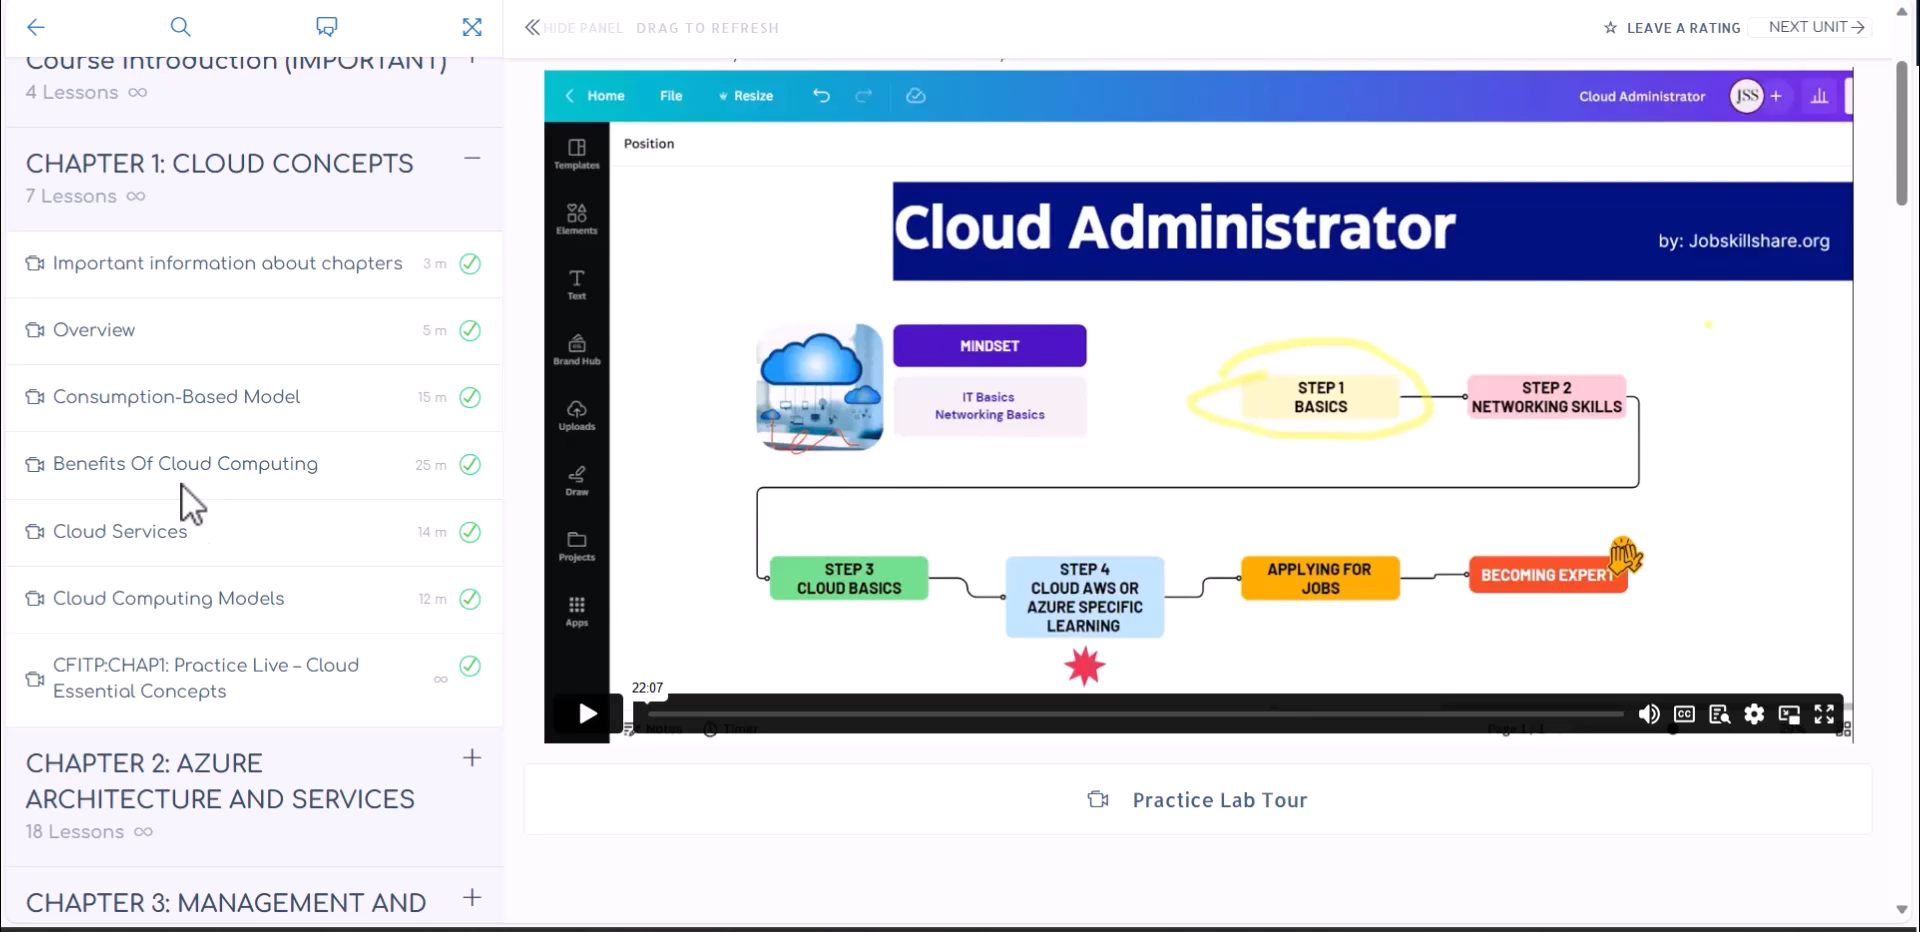 HIDE PANEL
DRAG TO REFRESH
LEAVE A RATING
NEXT UNIT
Course Introduction (IMPORTANT)
4 Lessons
CHAPTER 1: CLOUD CONCEPTS
7 Lessons
Important information about chapters 3 m
Overview 5 m
Consumption-Based Model 15 m
Benefits Of Cloud Computing 25 m
Cloud Services 14 m
Cloud Computing Models 12 m
CFITP:CHAP1: Practice Live – Cloud
Essential Concepts
CHAPTER 2: AZURE
ARCHITECTURE AND SERVICES
18 Lessons
CHAPTER 3: MANAGEMENT AND
Home
File
Resize
Cloud Administrator
JSS
Templates
Elements
Text
Brand Hub
Uploads
Draw
Projects
Apps
Position
Cloud Administrator
by: Jobskillshare.org
MINDSET
IT Basics
Networking Basics
STEP 1
BASICS
STEP 2
NETWORKING SKILLS
STEP 3
CLOUD BASICS
STEP 4
CLOUD AWS OR
AZURE SPECIFIC
LEARNING
APPLYING FOR
JOBS
BECOMING EXPERT
22:07
CC
Notes
Timer
Practice Lab Tour